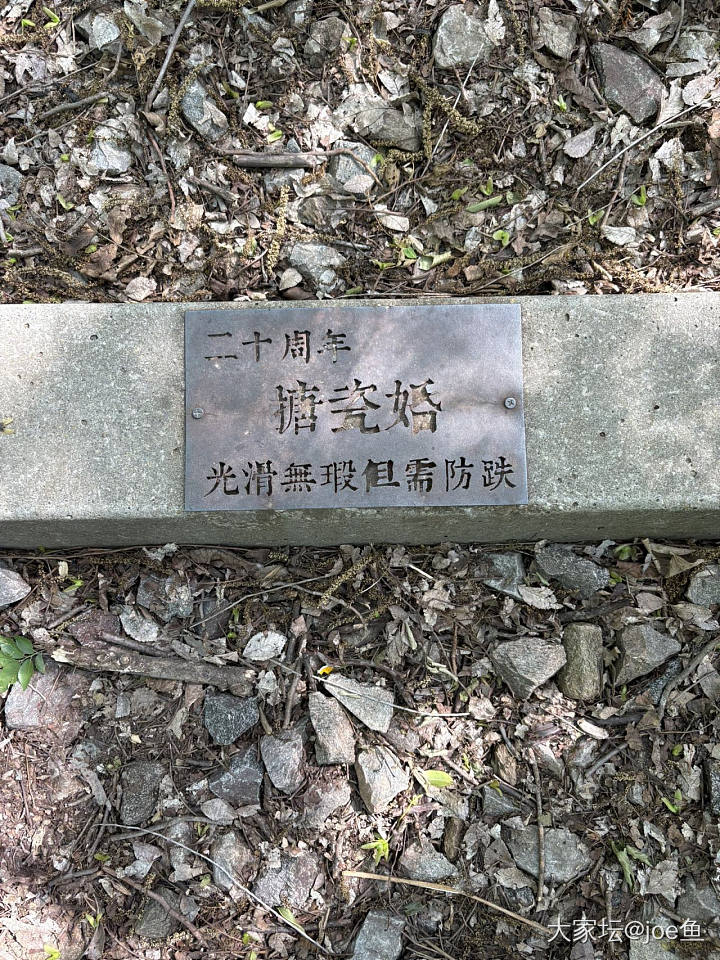 二十周年
搪瓷婚
光滑無瑕但需防跌
大家坛@joe鱼